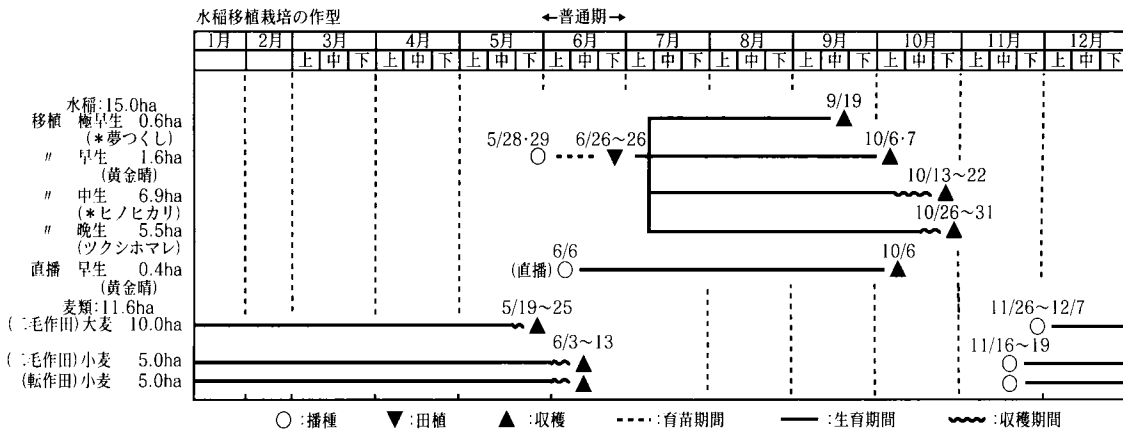 水稲移植栽培の作型 ←普通期→
1月 2月 3月 4月 5月 6月 7月 8月 9月 10月 11月 12月
上 中 下 上 中 下 上 中 下 上 中 下 上 中 下 上 中 下 上 中 下 上 中 下 上 中 下 上 中 下
水稲:15.0ha
移植 極早生 0.6ha 9/19
(*夢つくし)
〃 早生 1.6ha 5/28・29 6/26~26 10/6・7
(黄金晴)
〃 中生 6.9ha 10/13~22
(*ヒノヒカリ)
〃 晩生 5.5ha 10/26~31
(ツクシホマレ)
直播 早生 0.4ha (直播) 6/6 10/6
(黄金晴)
麦類:11.6ha
(二毛作田)大麦 10.0ha 5/19~25 11/26~12/7
(二毛作田)小麦 5.0ha 6/3~13 11/16~19
(転作田)小麦 5.0ha
○:播種 ▼:田植 ▲:収穫 ----:育苗期間 ——:生育期間 〜〜:収穫期間